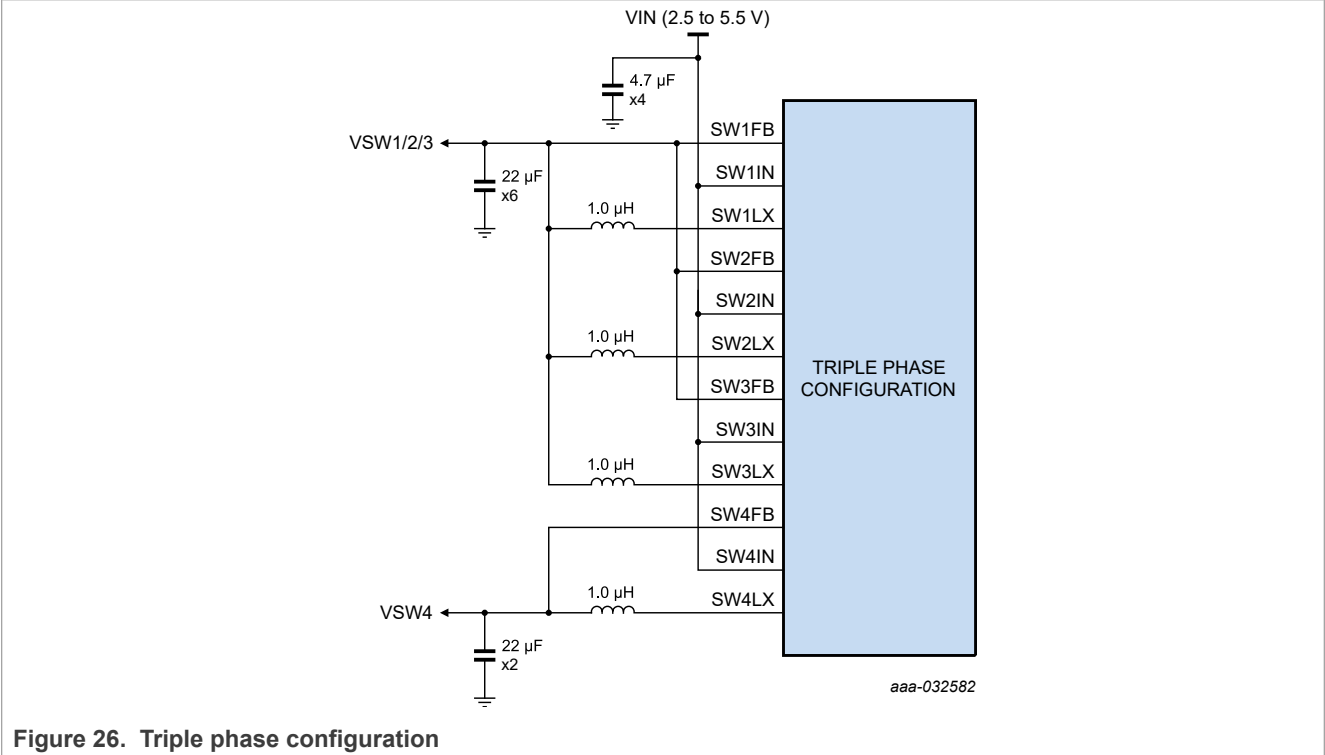 VIN (2.5 to 5.5 V)
4.7 µF
x4
SW1FB
VSW1/2/3
22 µF
x6
SW1IN
1.0 µH
SW1LX
SW2FB
SW2IN
1.0 µH
SW2LX
TRIPLE PHASE
CONFIGURATION
SW3FB
SW3IN
1.0 µH
SW3LX
SW4FB
SW4IN
1.0 µH
SW4LX
VSW4
22 µF
x2
aaa-032582
Figure 26. Triple phase configuration